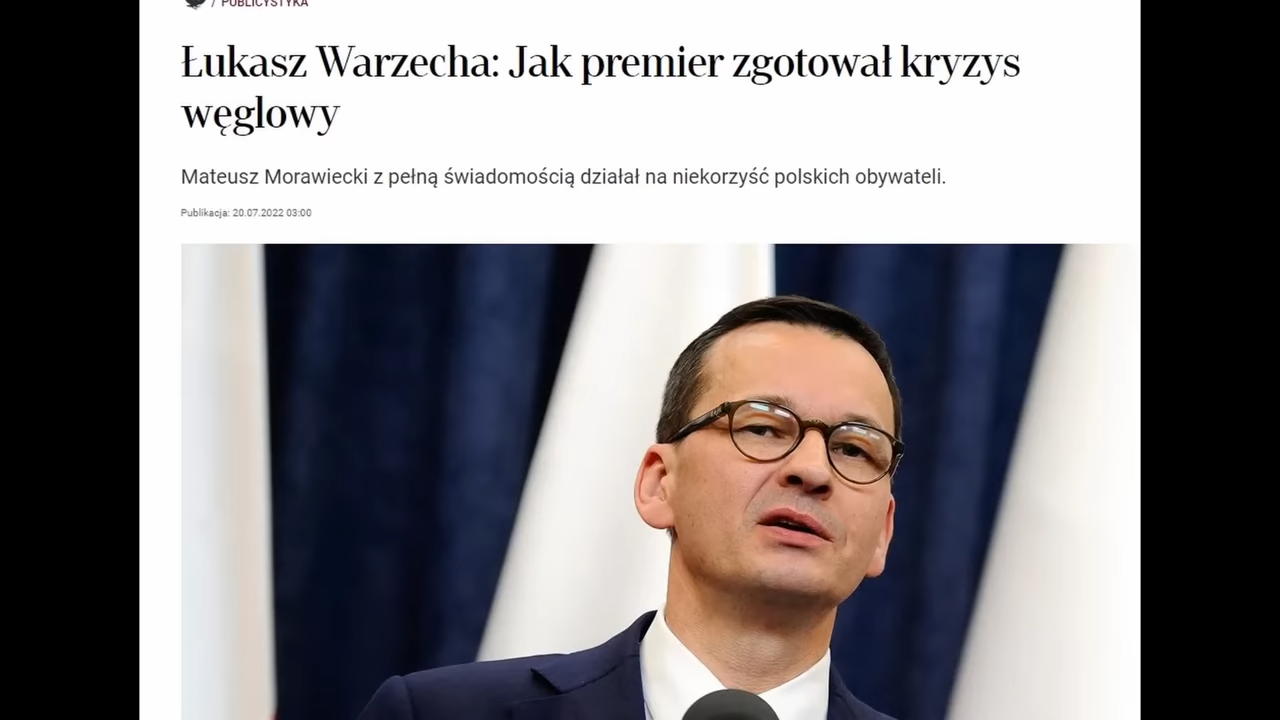 / PUBLICYSTYKA
Łukasz Warzecha: Jak premier zgotował kryzys
węglowy
Mateusz Morawiecki z pełną świadomością działał na niekorzyść polskich obywateli.
Publikacja: 20.07.2022 03:00